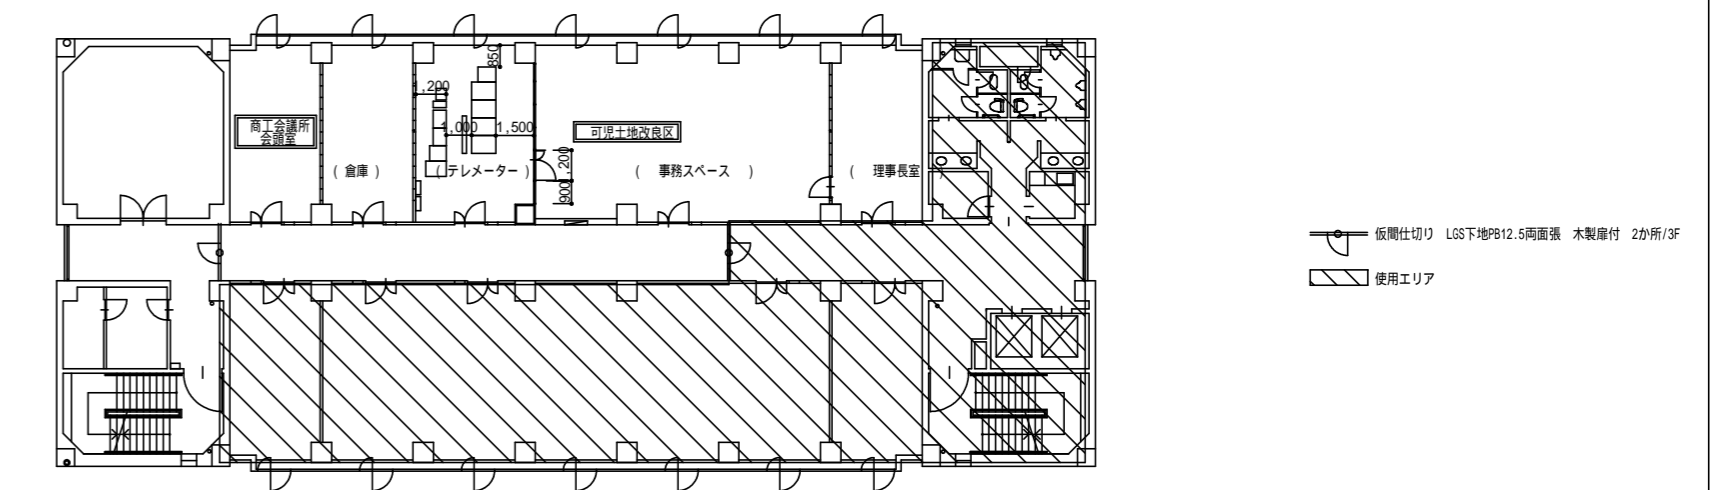 850
1,200
商工会議所
会頭室
1,000
1,500
可児土地改良区
( 倉庫 )
( テレメーター )
1,200
900
( 事務スペース )
( 理事長室 )
仮間仕切り LGS下地PB12.5両面張 木製扉付 2か所/3F
使用エリア